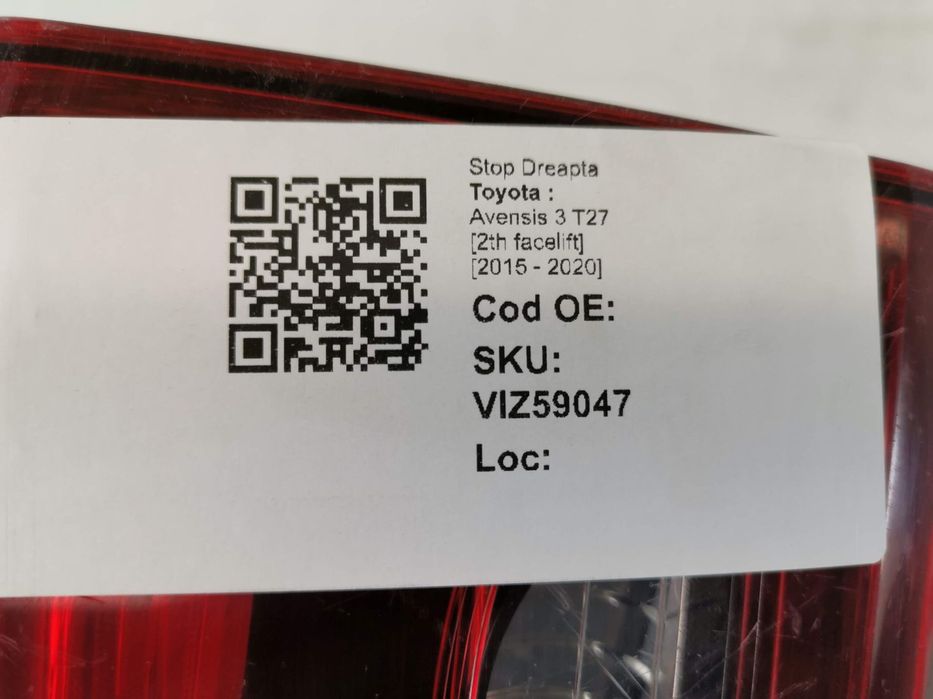 Stop Dreapta
Toyota :
Avensis 3 T27
[2th facelift]
[2015 - 2020]
Cod OE:
SKU:
VIZ59047
Loc: